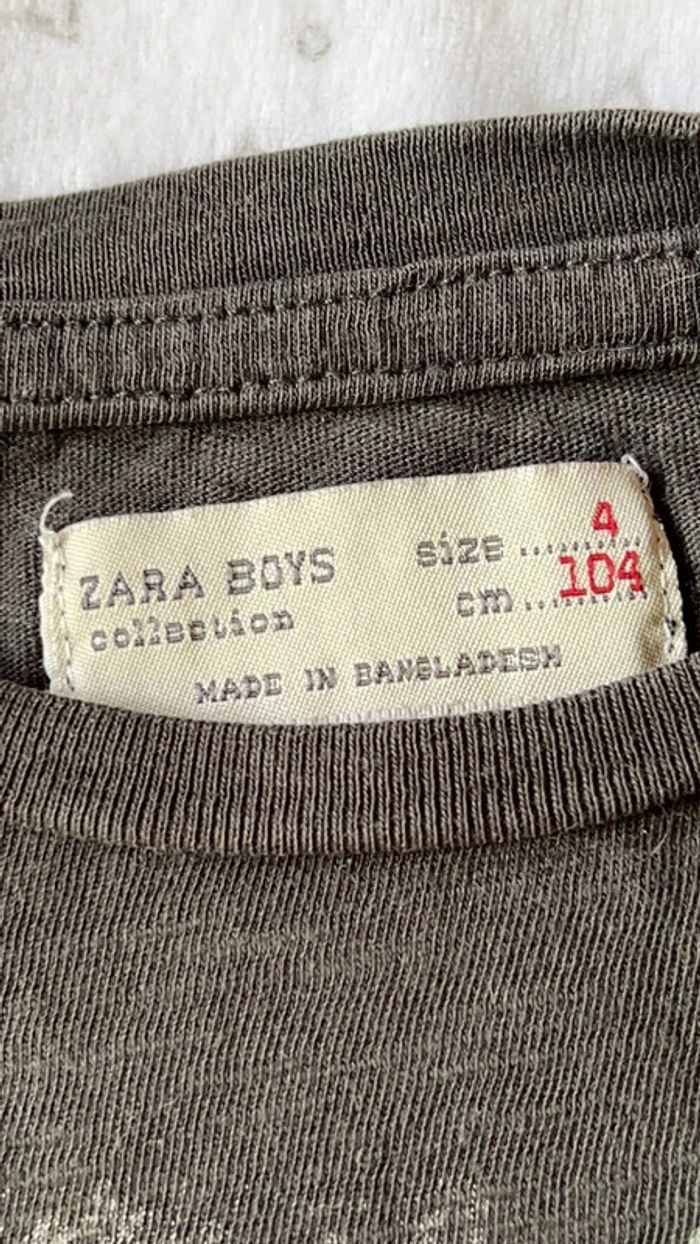 ZARA BOYS
collection
size ........ 4
cm ........ 104
MADE IN BANGLADESH